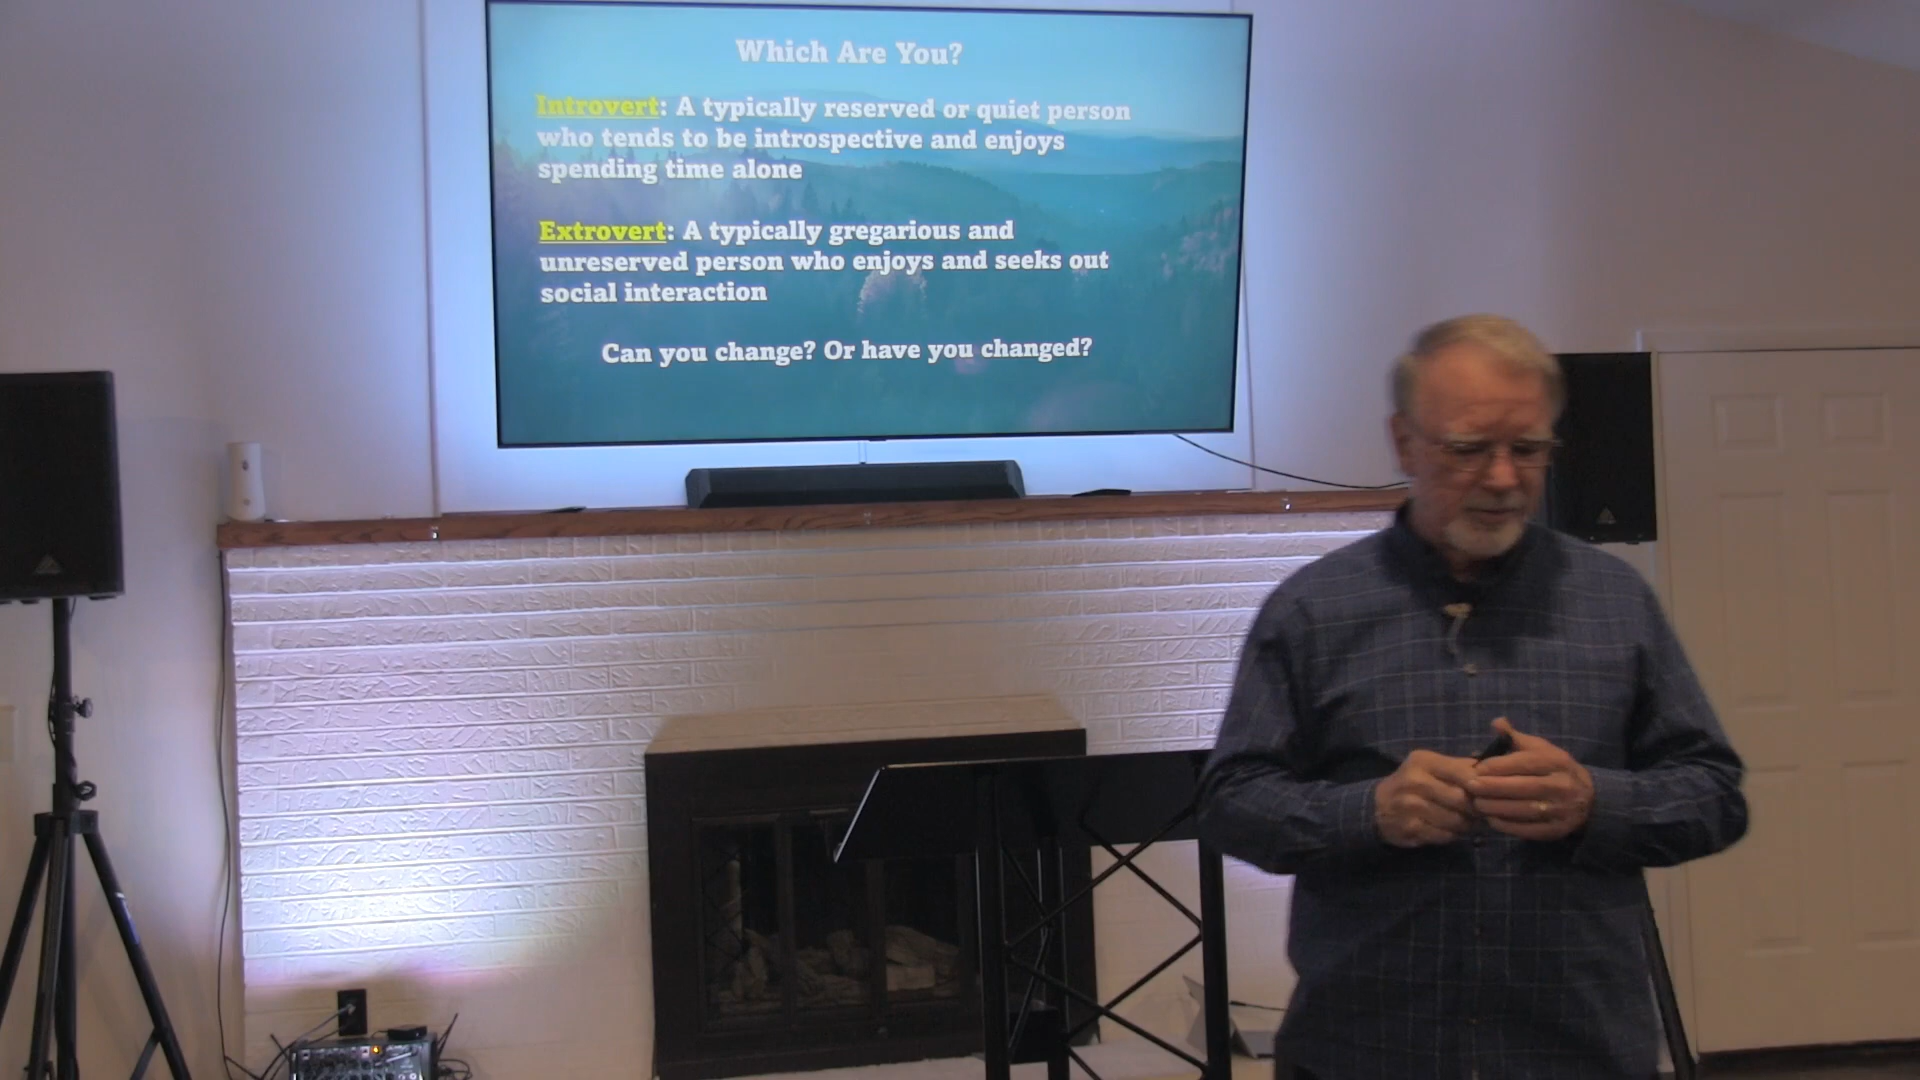 Which Are You?
Introvert: A typically reserved or quiet person
who tends to be introspective and enjoys
spending time alone
Extrovert: A typically gregarious and
unreserved person who enjoys and seeks out
social interaction
Can you change? Or have you changed?